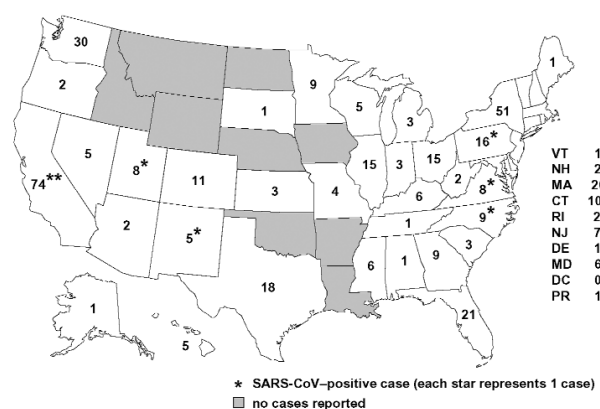 30
2
5
74**
8*
11
2
5*
1
3
18
9
5
3
15
3
15
4
6
1
6
1
9
3
21
2
8*
9*
16*
51
1
1
5
VT 1
NH 2
MA
CT 10
RI 2
NJ 7
DE 1
MD 6
DC 0
PR 1
* SARS-CoV–positive case (each star represents 1 case)
no cases reported